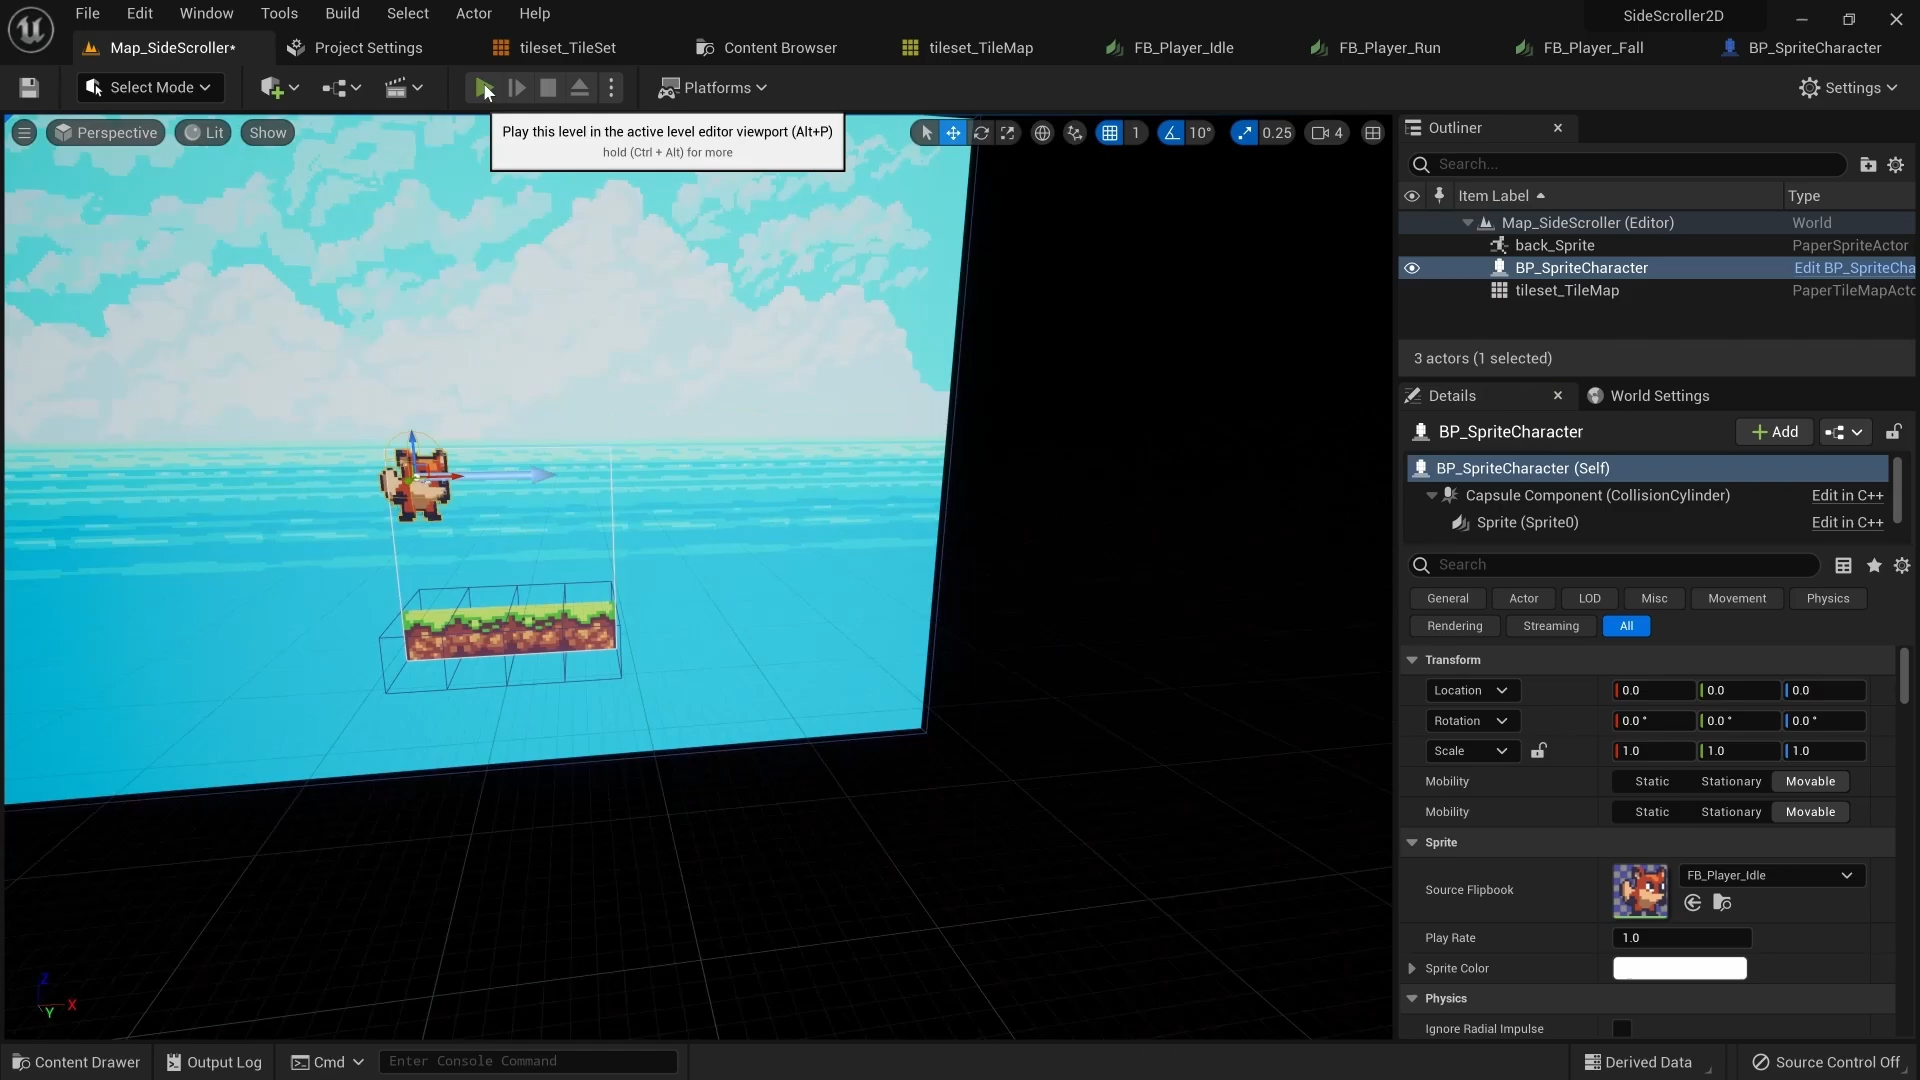 File Edit Window Tools Build Select Actor Help
SideScroller2D
Map_SideScroller*
Project Settings
tileset_TileSet
Content Browser
tileset_TileMap
FB_Player_Idle
FB_Player_Run
FB_Player_Fall
BP_SpriteCharacter
Select Mode
Platforms
Settings
Perspective
Lit
Show
Play this level in the active level editor viewport (Alt+P)
hold (Ctrl + Alt) for more
1
10°
0.25
4
Outliner
Search...
Item Label
Type
Map_SideScroller (Editor)
World
back_Sprite
PaperSpriteActor
BP_SpriteCharacter
Edit BP_SpriteCha
tileset_TileMap
PaperTileMapActo
3 actors (1 selected)
Details
World Settings
BP_SpriteCharacter
Add
BP_SpriteCharacter (Self)
Capsule Component (CollisionCylinder)
Edit in C++
Sprite (Sprite0)
Edit in C++
Search
General
Actor
LOD
Misc
Movement
Physics
Rendering
Streaming
All
Transform
Location
0.0
0.0
0.0
Rotation
0.0 °
0.0 °
0.0 °
Scale
1.0
1.0
1.0
Mobility
Static
Stationary
Movable
Mobility
Static
Stationary
Movable
Sprite
Source Flipbook
FB_Player_Idle
Play Rate
1.0
Sprite Color
Physics
Ignore Radial Impulse
Z
X
Y
Content Drawer
Output Log
Cmd
Enter Console Command
Derived Data
Source Control Off